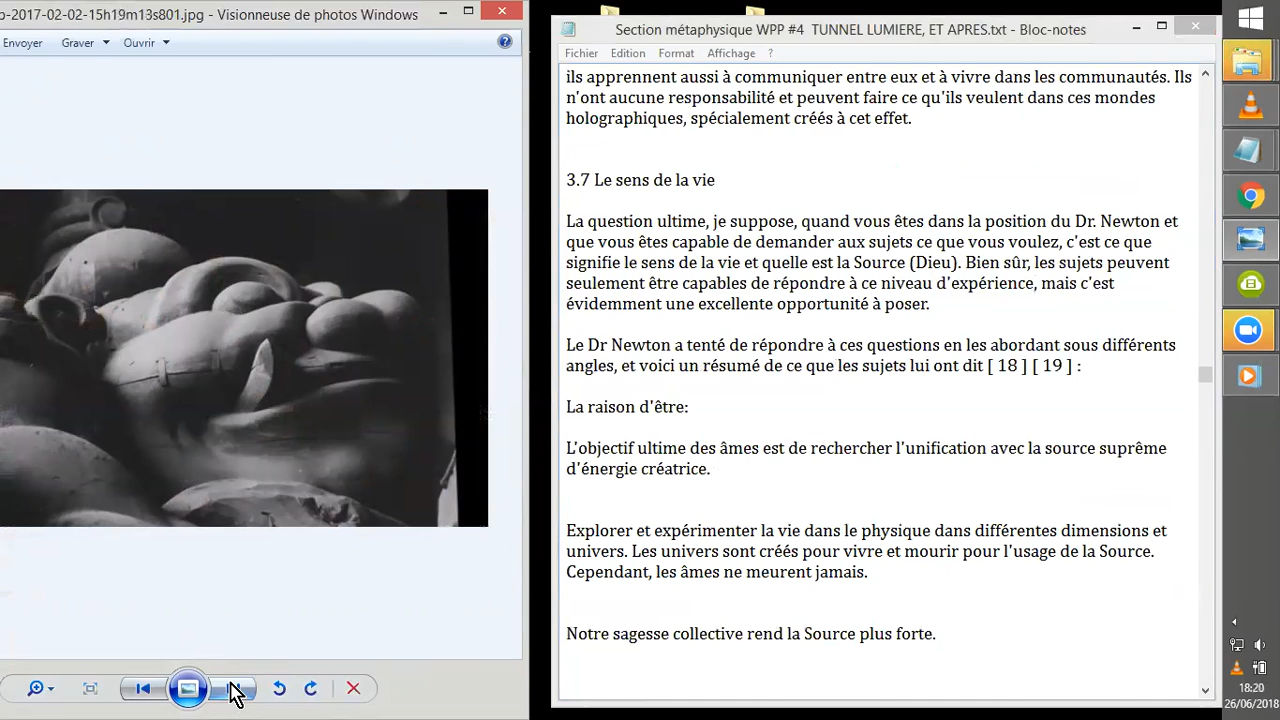 -2017_02-02-15h19m13s801.jpg - Visionneuse de photos Windows
Envoyer Graver Ouvrir
Section métaphysique WPP #4 TUNNEL LUMIERE, ET APRES.txt - Bloc-notes
Fichier Edition Format Affichage ?
ils apprennent aussi à communiquer entre eux et à vivre dans les communautés. Ils
n'ont aucune responsabilité et peuvent faire ce qu'ils veulent dans ces mondes
holographiques, spécialement créés à cet effet.
3.7 Le sens de la vie
La question ultime, je suppose, quand vous êtes dans la position du Dr. Newton et
que vous êtes capable de demander aux sujets ce que vous voulez, c'est ce que
signifie le sens de la vie et quelle est la Source (Dieu). Bien sûr, les sujets peuvent
seulement être capables de répondre à ce niveau d'expérience, mais c'est
évidemment une excellente opportunité à poser.
Le Dr Newton a tenté de répondre à ces questions en les abordant sous différents
angles, et voici un résumé de ce que les sujets lui ont dit [ 18 ] [ 19 ] :
La raison d'être:
L'objectif ultime des âmes est de rechercher l'unification avec la source suprême
d'énergie créatrice.
Explorer et expérimenter la vie dans le physique dans différentes dimensions et
univers. Les univers sont créés pour vivre et mourir pour l'usage de la Source.
Cependant, les âmes ne meurent jamais.
Notre sagesse collective rend la Source plus forte.
18:20
26/06/2018